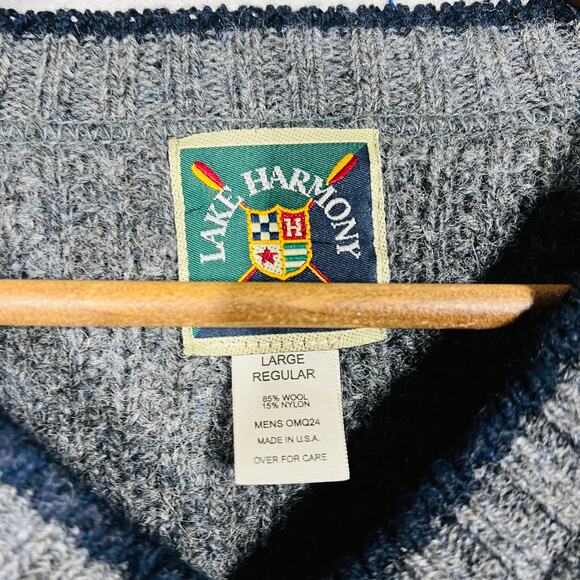 LAKE HARMONY
H
LARGE
REGULAR
85% WOOL
15% NYLON
MENS OMQ24
MADE IN U.S.A.
OVER FOR CARE